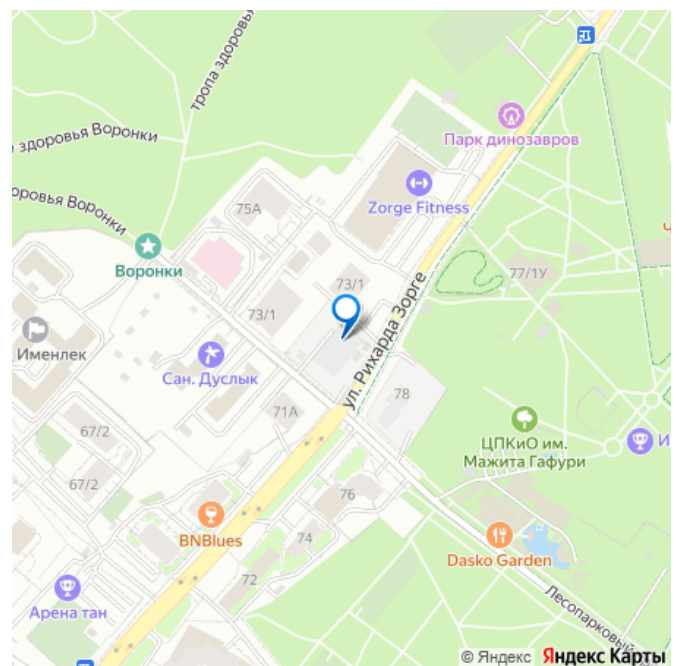 тропа здоровья
и здоровья Воронки
оровья Воронки
Парк динозавров
Zorge Fitness
75А
Воронки
73/1
77/1У
73/1
ул. Рихарда Зорге
Именлек
Сан. Дуслык
71А
78
ЦПКиО им.
Мажита Гафури
И
67/2
67/2
76
BNBlues
74
Dasko Garden
72
Арена тан
Лесопарковый
© Яндекс Яндекс Карты